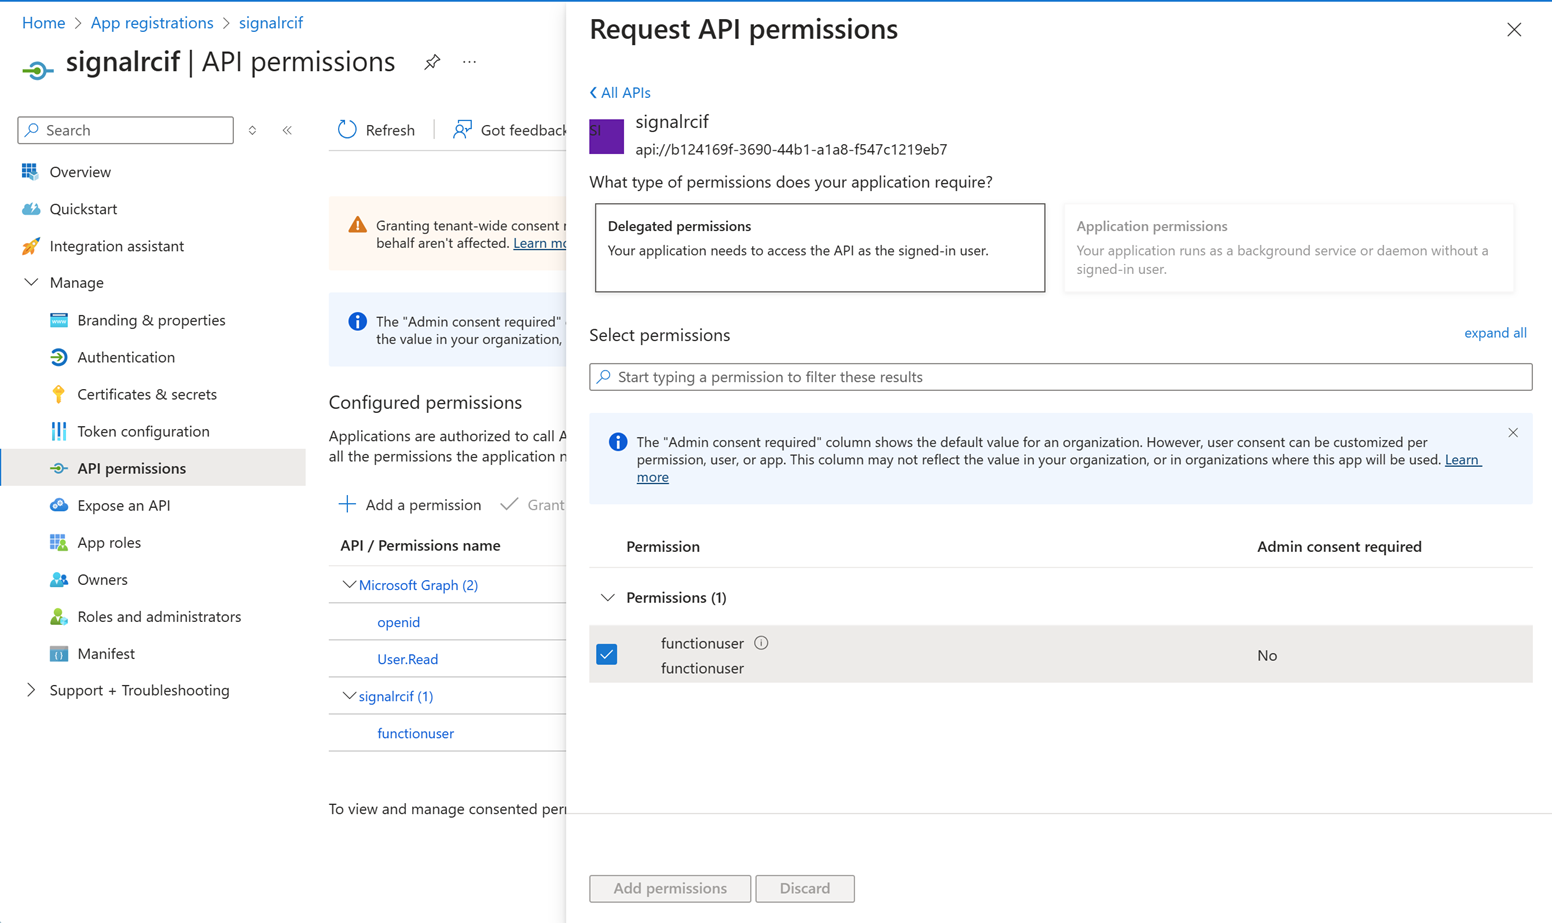 Home > App registrations > signalrcif
signalrcif | API permissions
Search
Refresh
Got feedback
Overview
Quickstart
Integration assistant
Manage
Branding & properties
Authentication
Certificates & secrets
Token configuration
API permissions
Expose an API
App roles
Owners
Roles and administrators
Manifest
Support + Troubleshooting
Granting tenant-wide consent
behalf aren't affected. Learn
The "Admin consent required"
the value in your organization,
Configured permissions
Applications are authorized to call
all the permissions the application
Add a permission
Grant
API / Permissions name
Microsoft Graph (2)
openid
User.Read
signalrcif (1)
functionuser
To view and manage consented
Request API permissions
All APIs
SI
signalrcif
api://b124169f-3690-44b1-a1a8-f547c1219eb7
What type of permissions does your application require?
Delegated permissions
Your application needs to access the API as the signed-in user.
Application permissions
Your application runs as a background service or daemon without a
signed-in user.
Select permissions
expand all
Start typing a permission to filter these results
The "Admin consent required" column shows the default value for an organization. However, user consent can be customized per
permission, user, or app. This column may not reflect the value in your organization, or in organizations where this app will be used. Learn
more
Permission
Admin consent required
Permissions (1)
functionuser
functionuser
No
Add permissions
Discard